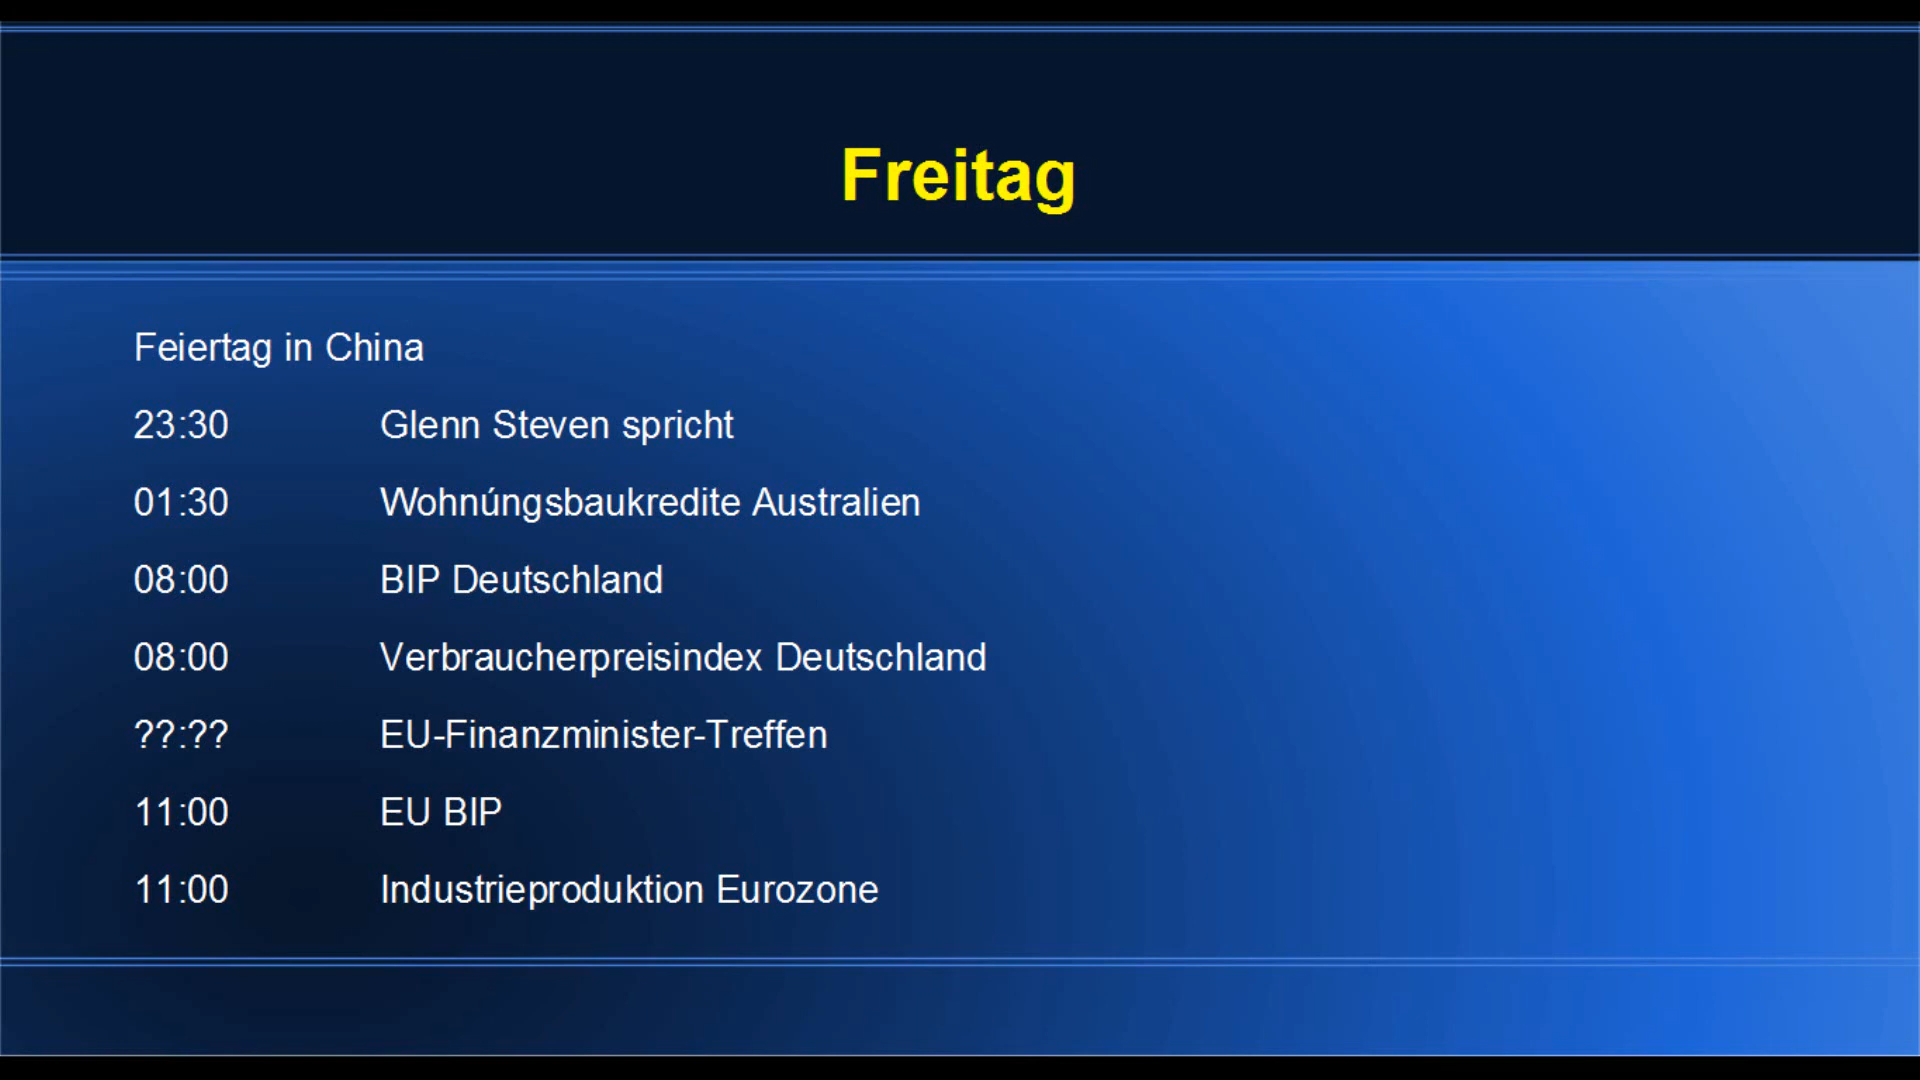 Freitag
Feiertag in China
23:30 Glenn Steven spricht
01:30 Wohnúngsbaukredite Australien
08:00 BIP Deutschland
08:00 Verbraucherpreisindex Deutschland
??:?? EU-Finanzminister-Treffen
11:00 EU BIP
11:00 Industrieproduktion Eurozone